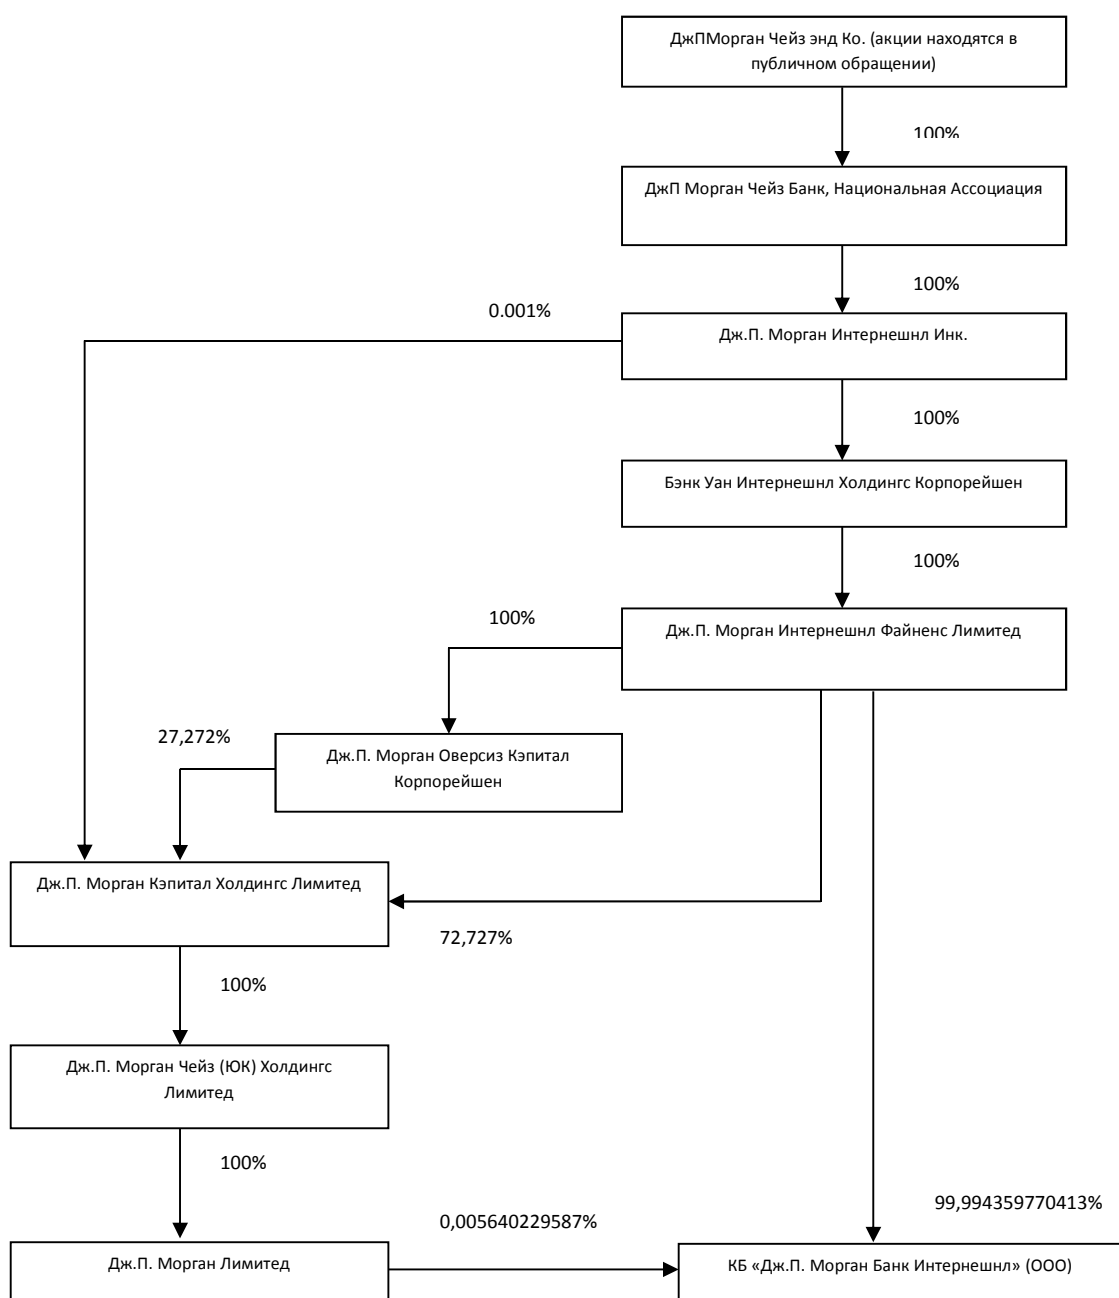 ДжПМорган Чейз энд Ко. (акции находятся в
публичном обращении)
100%
ДжП Морган Чейз Банк, Национальная Ассоциация
100%
0.001%
Дж.П. Морган Интернешнл Инк.
100%
Бэнк Уан Интернешнл Холдингс Корпорейшен
100%
100%
Дж.П. Морган Интернешнл Файненс Лимитед
27,272%
Дж.П. Морган Оверсиз Кэпитал
Корпорейшен
Дж.П. Морган Кэпитал Холдингс Лимитед
72,727%
100%
Дж.П. Морган Чейз (ЮК) Холдингс
Лимитед
100%
0,005640229587%
99,994359770413%
Дж.П. Морган Лимитед
КБ «Дж.П. Морган Банк Интернешнл» (ООО)